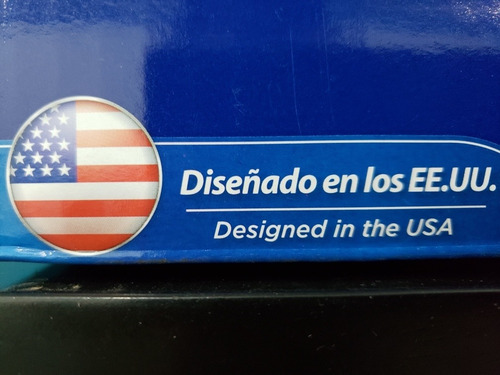 Diseñado en los EE.UU.
Designed in the USA